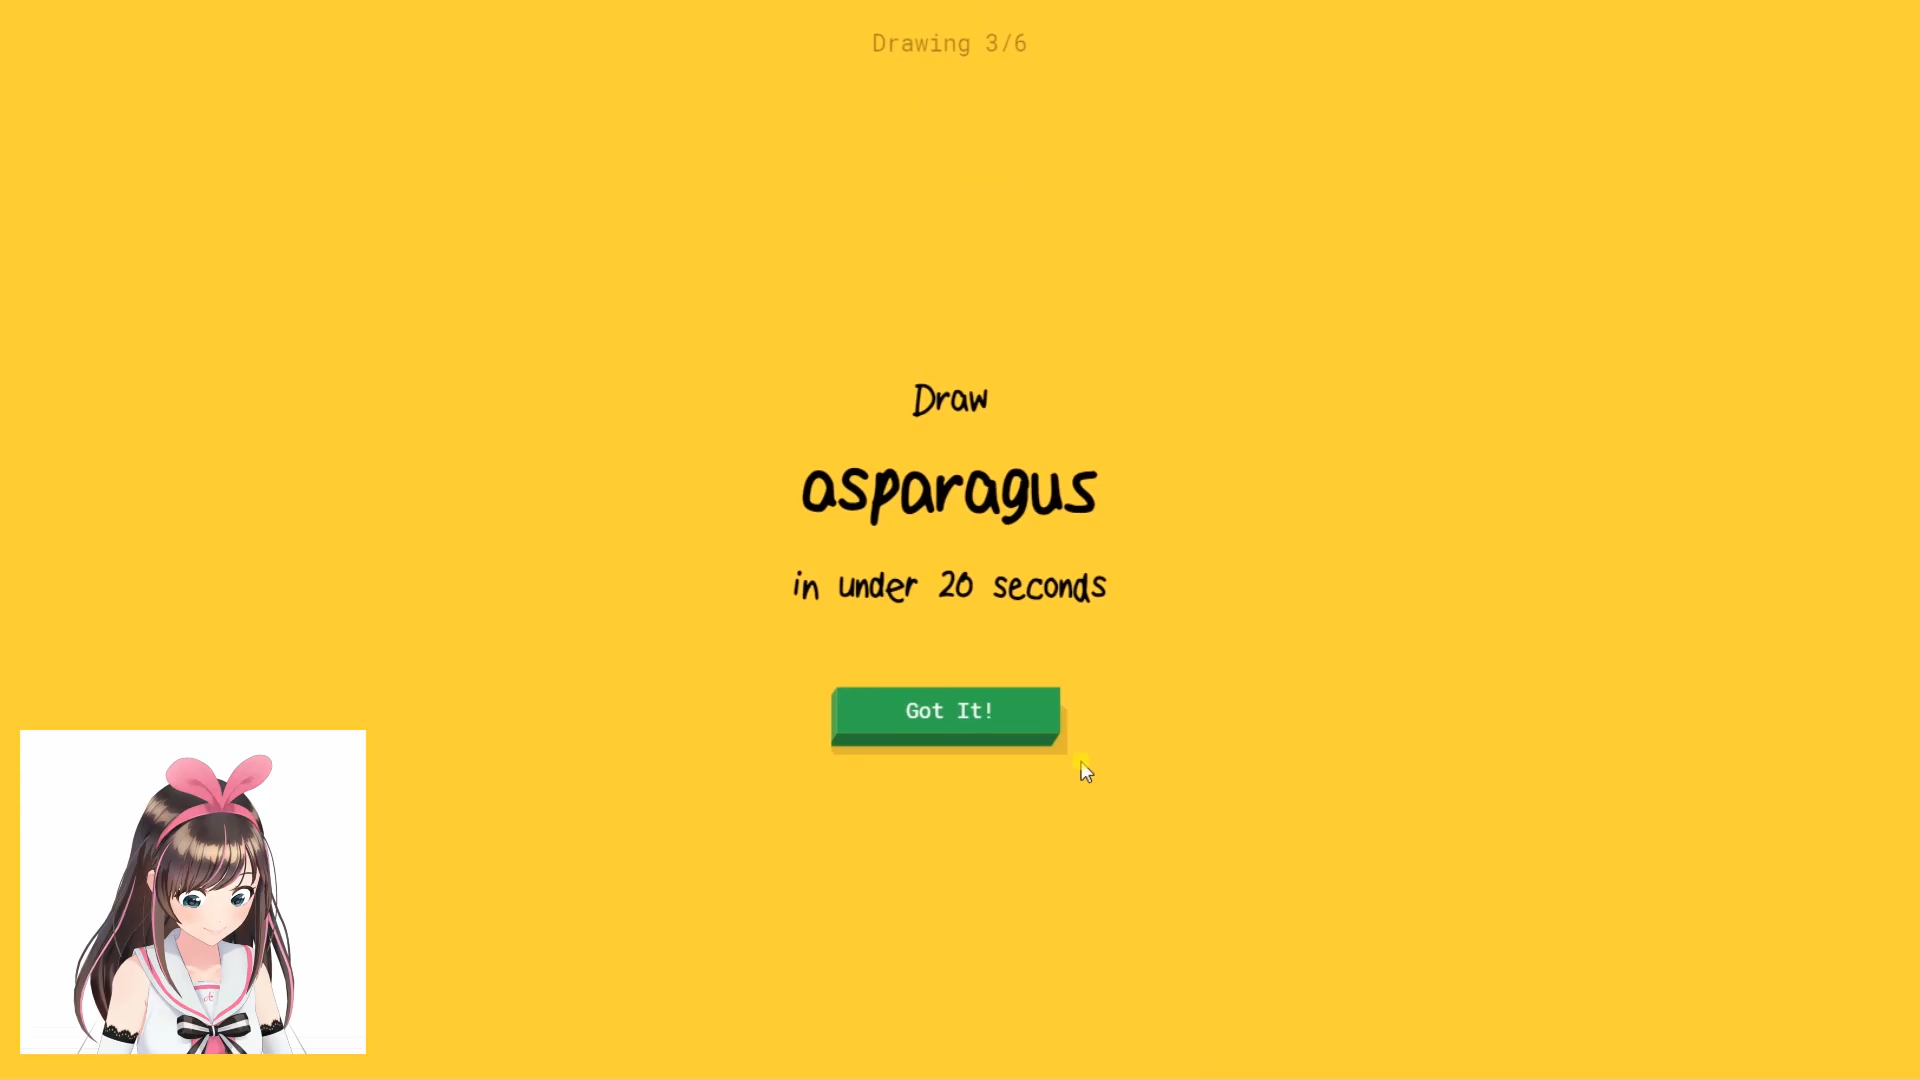 Drawing 3/6
Draw
asparagus
in under 20 seconds
Got It!